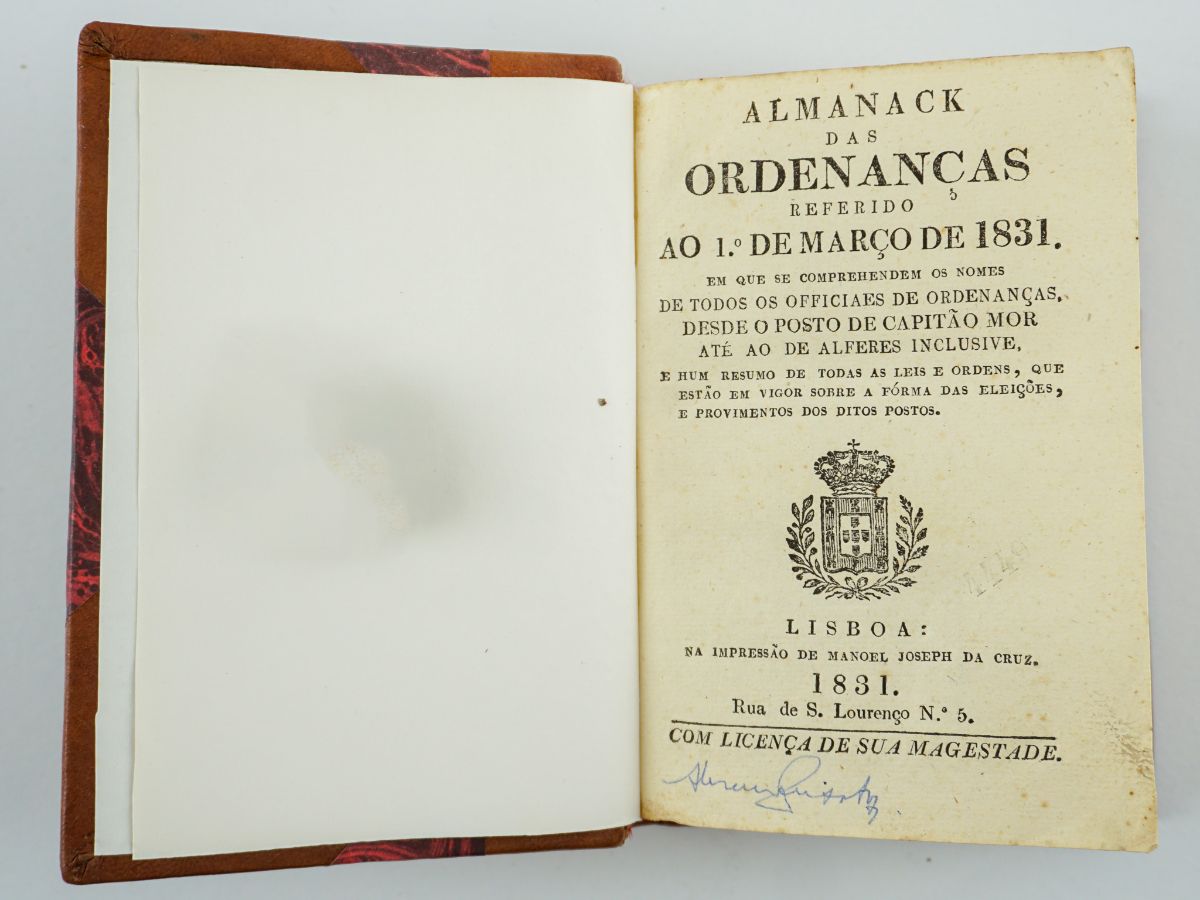 ALMANACK
DAS
ORDENANÇAS
REFERIDO
AO 1.º DE MARÇO DE 1831.
EM QUE SE COMPREHENDEM OS NOMES
DE TODOS OS OFFICIAES DE ORDENANÇAS,
DESDE O POSTO DE CAPITÃO MOR
ATÉ AO DE ALFERES INCLUSIVE,
E HUM RESUMO DE TODAS AS LEIS E ORDENS, QUE
ESTÃO EM VIGOR SOBRE A FÓRMA DAS ELEIÇÕES,
E PROVIMENTOS DOS DITOS POSTOS.
LISBOA:
NA IMPRESSÃO DE MANOEL JOSEPH DA CRUZ.
1831.
Rua de S. Lourenço N.º 5.
COM LICENÇA DE SUA MAGESTADE.